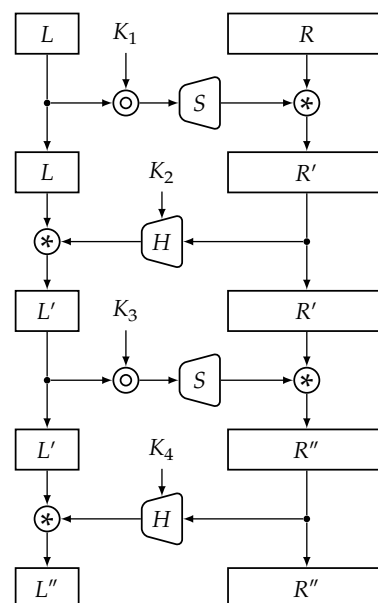 L K₁ R
S
L R′
K₂
H
L′ K₃ R′
S
L′ R″
K₄
H
L″ R″